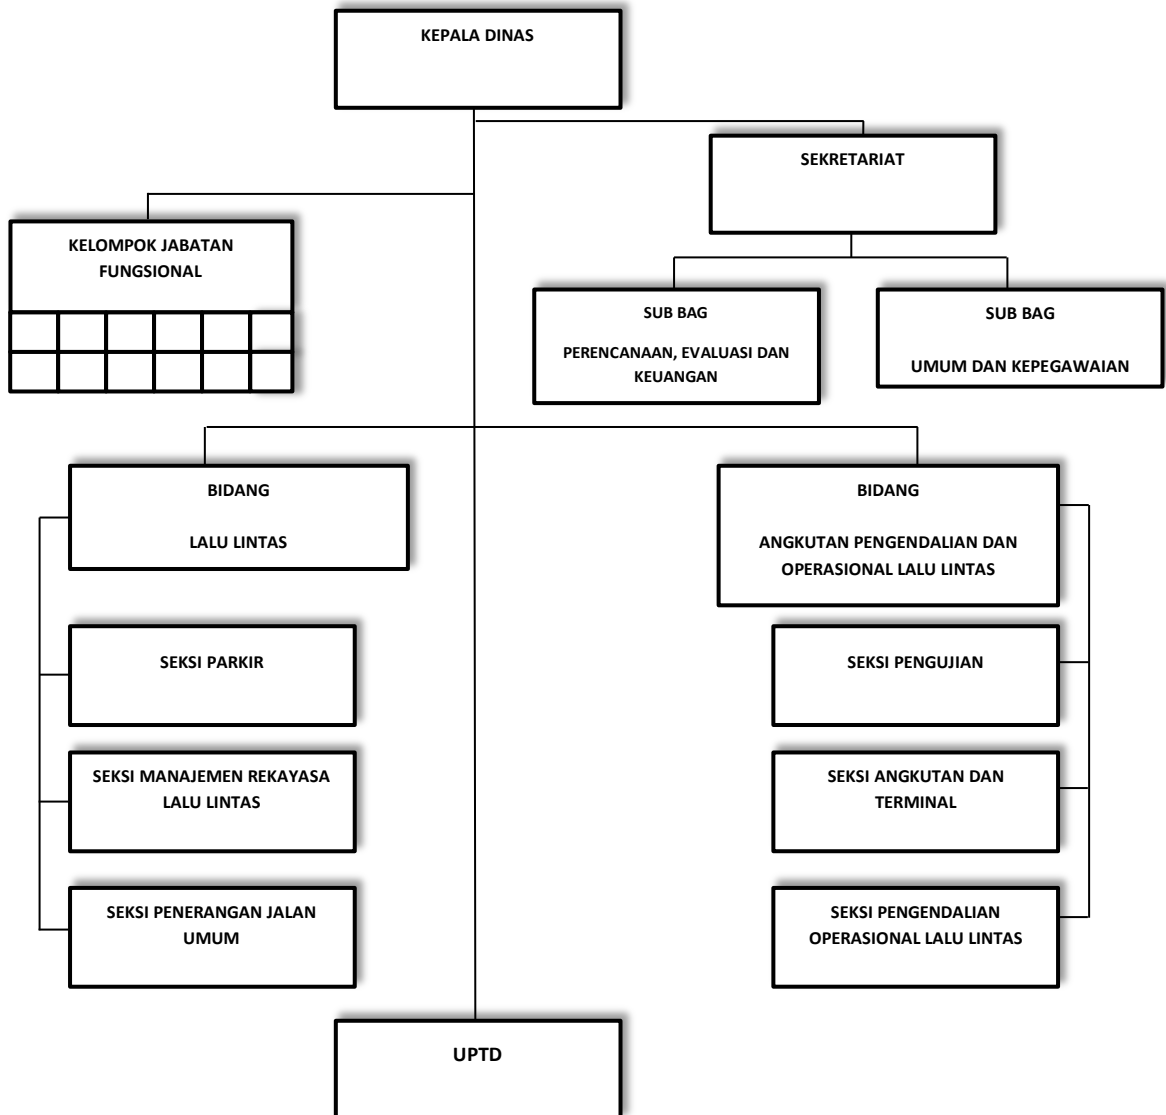 KEPALA DINAS
SEKRETARIAT
KELOMPOK JABATAN
FUNGSIONAL
SUB BAG
PERENCANAAN, EVALUASI DAN
KEUANGAN
SUB BAG
UMUM DAN KEPEGAWAIAN
BIDANG
LALU LINTAS
BIDANG
ANGKUTAN PENGENDALIAN DAN
OPERASIONAL LALU LINTAS
SEKSI PARKIR
SEKSI PENGUJIAN
SEKSI MANAJEMEN REKAYASA
LALU LINTAS
SEKSI ANGKUTAN DAN
TERMINAL
SEKSI PENERANGAN JALAN
UMUM
SEKSI PENGENDALIAN
OPERASIONAL LALU LINTAS
UPTD